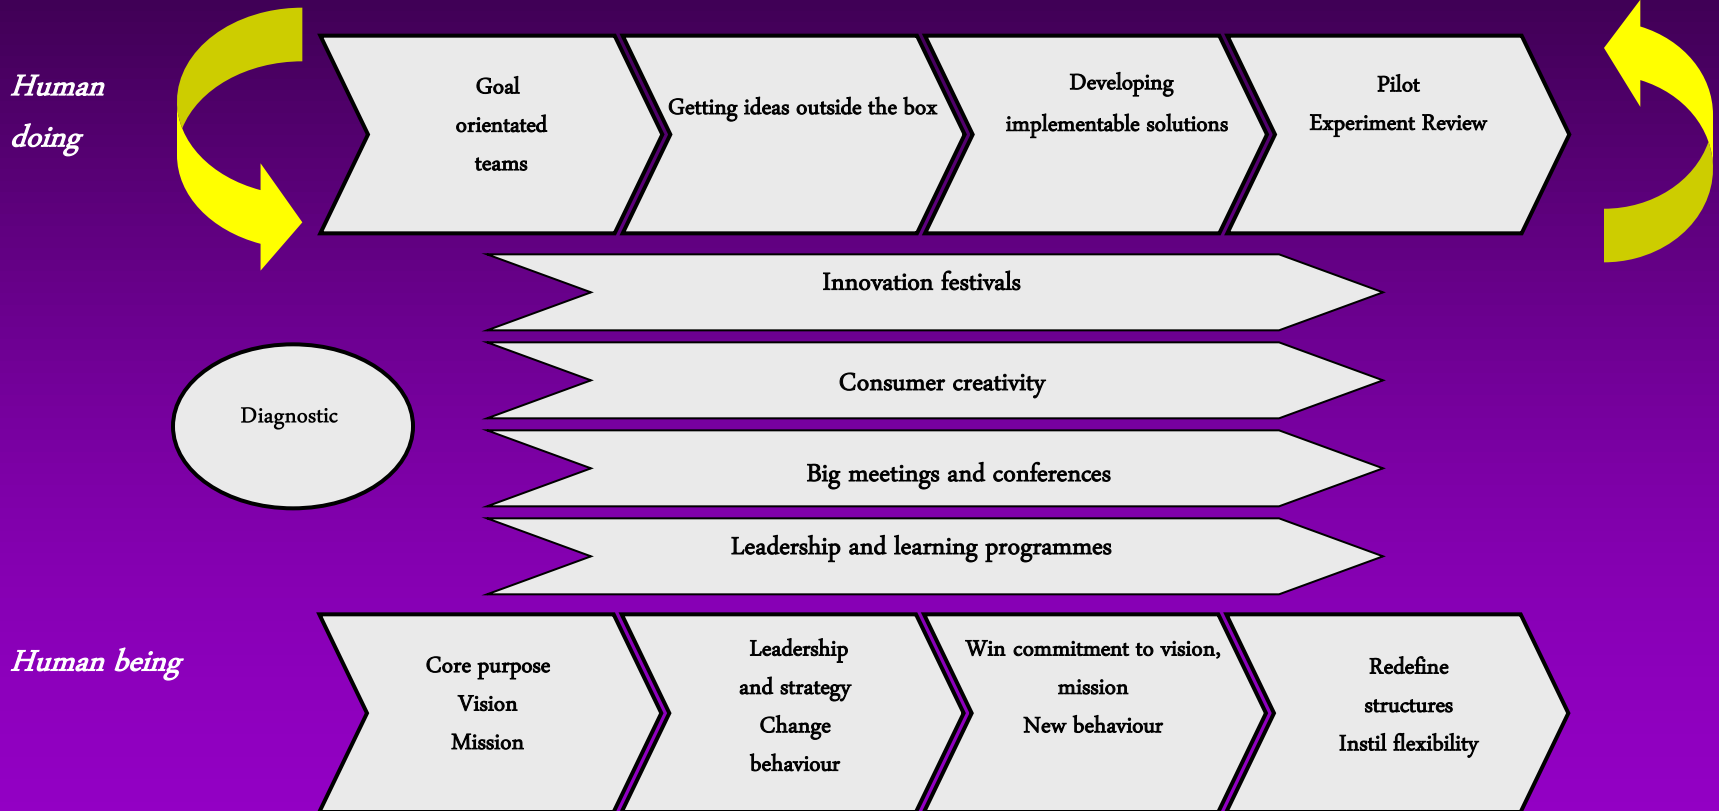 Human
doing
Goal
orientated
teams
Getting ideas outside the box
Developing
implementable solutions
Pilot
Experiment Review
Innovation festivals
Consumer creativity
Diagnostic
Big meetings and conferences
Leadership and learning programmes
Human being
Core purpose
Vision
Mission
Leadership
and strategy
Change
behaviour
Win commitment to vision,
mission
New behaviour
Redefine
structures
Instil flexibility